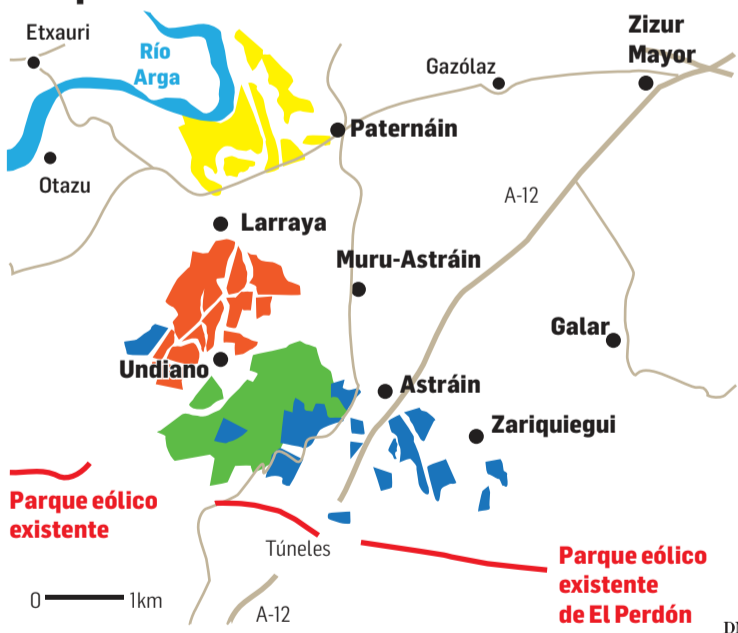 Etxauri
Río
Arga
Zizur
Mayor
Gazólaz
Paternáin
Otazu
A-12
Larraya
Muru-Astráin
Galar
Undiano
Astráin
Zariquiegui
Parque eólico
existente
Túneles
Parque eólico
existente
de El Perdón
0 1km
A-12